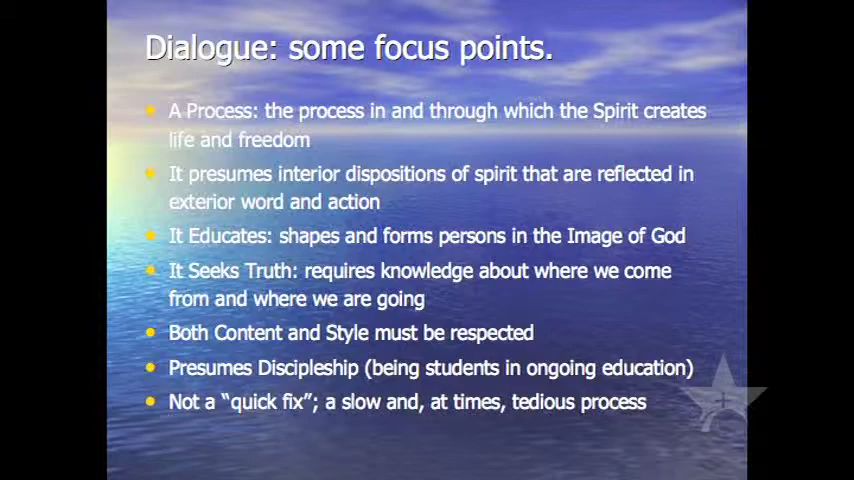 Dialogue: some focus points.
A Process: the process in and through which the Spirit creates
life and freedom
It presumes interior dispositions of spirit that are reflected in
exterior word and action
It Educates: shapes and forms persons in the Image of God
It Seeks Truth: requires knowledge about where we come
from and where we are going
Both Content and Style must be respected
Presumes Discipleship (being students in ongoing education)
Not a “quick fix”; a slow and, at times, tedious process